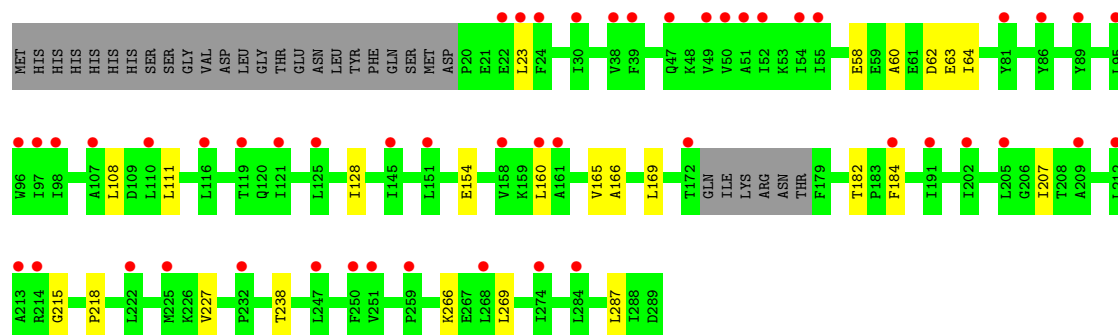 MET HIS HIS HIS HIS HIS HIS SER SER GLY VAL ASP LEU GLY THR GLU ASN LEU TYR PHE GLN SER MET ASP P20 E21 E22 L23 F24 I30 V38 F39 Q47 K48 V49 V50 A51 I52 K53 I54 I55 E58 E59 A60 E61 D62 E63 I64 Y81 Y86 Y89
W96 I97 I98 A107 L108 D109 L110 L111 L116 T119 Q120 I121 L125 I128 I145 L151 E154 V158 K159 L160 A161 V165 A166 L169 T172 GLN ILE LYS ARG ASN THR F179 T182 P183 F184 I191 I202 L205 G206 I207 T208 A209
A213 R214 G215 P218 L222 M225 K226 V227 P232 T238 L247 F250 V251 P259 K266 E267 L268 L269 I274 L284 L287 I288 D289